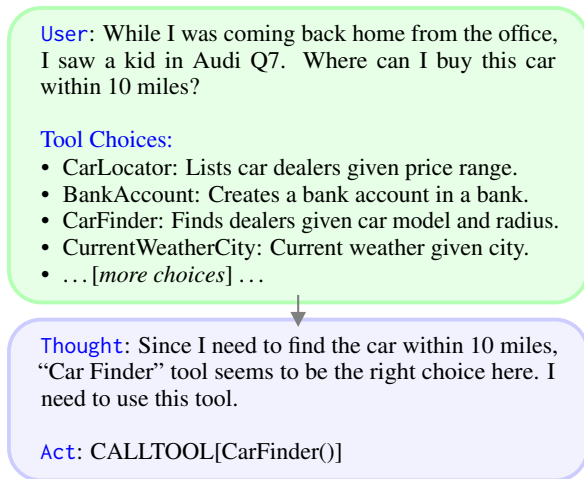 User: While I was coming back home from the office,
I saw a kid in Audi Q7. Where can I buy this car
within 10 miles?
Tool Choices:
• CarLocator: Lists car dealers given price range.
• BankAccount: Creates a bank account in a bank.
• CarFinder: Finds dealers given car model and radius.
• CurrentWeatherCity: Current weather given city.
• . . . [more choices] . . .
Thought: Since I need to find the car within 10 miles,
“Car Finder” tool seems to be the right choice here. I
need to use this tool.
Act: CALLTOOL[CarFinder()]